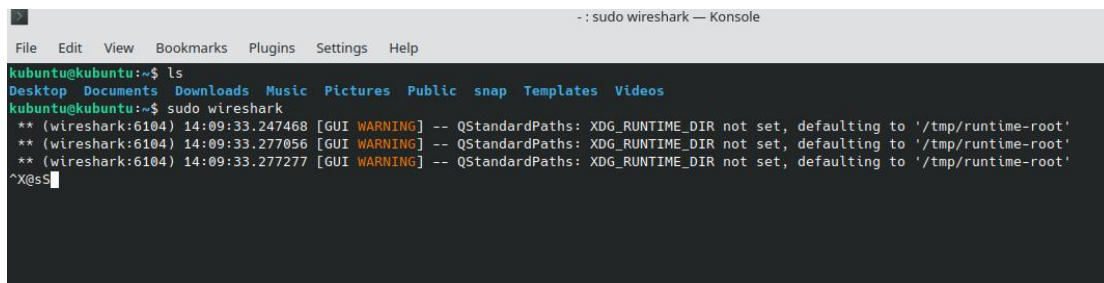 - : sudo wireshark — Konsole
File Edit View Bookmarks Plugins Settings Help
kubuntu@kubuntu:~$ ls
Desktop Documents Downloads Music Pictures Public snap Templates Videos
kubuntu@kubuntu:~$ sudo wireshark
** (wireshark:6104) 14:09:33.247468 [GUI WARNING] -- QStandardPaths: XDG_RUNTIME_DIR not set, defaulting to '/tmp/runtime-root'
** (wireshark:6104) 14:09:33.277056 [GUI WARNING] -- QStandardPaths: XDG_RUNTIME_DIR not set, defaulting to '/tmp/runtime-root'
** (wireshark:6104) 14:09:33.277277 [GUI WARNING] -- QStandardPaths: XDG_RUNTIME_DIR not set, defaulting to '/tmp/runtime-root'
^X@sS